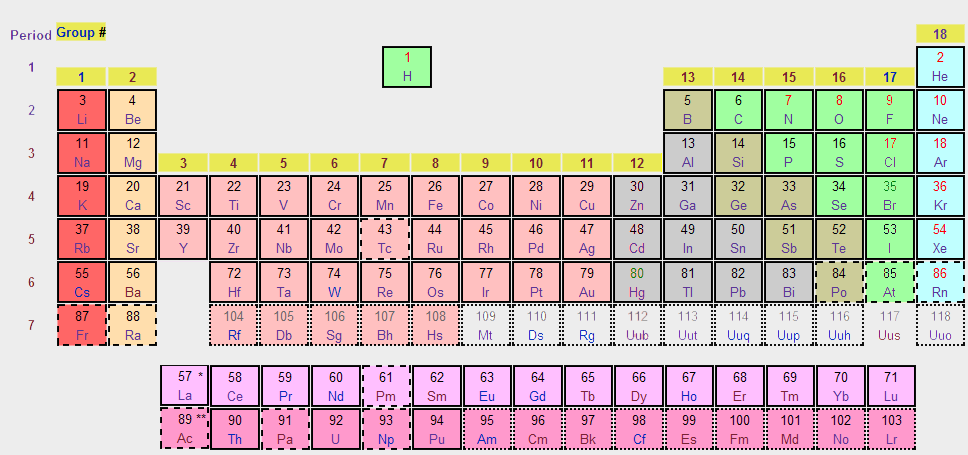 Period Group # 18
1 1 2 1 H 13 14 15 16 17 2 He
2 3 Li 4 Be 5 B 6 C 7 N 8 O 9 F 10 Ne
3 11 Na 12 Mg 3 4 5 6 7 8 9 10 11 12 13 Al 14 Si 15 P 16 S 17 Cl 18 Ar
4 19 K 20 Ca 21 Sc 22 Ti 23 V 24 Cr 25 Mn 26 Fe 27 Co 28 Ni 29 Cu 30 Zn 31 Ga 32 Ge 33 As 34 Se 35 Br 36 Kr
5 37 Rb 38 Sr 39 Y 40 Zr 41 Nb 42 Mo 43 Tc 44 Ru 45 Rh 46 Pd 47 Ag 48 Cd 49 In 50 Sn 51 Sb 52 Te 53 I 54 Xe
6 55 Cs 56 Ba 72 Hf 73 Ta 74 W 75 Re 76 Os 77 Ir 78 Pt 79 Au 80 Hg 81 Tl 82 Pb 83 Bi 84 Po 85 At 86 Rn
7 87 Fr 88 Ra 104 Rf 105 Db 106 Sg 107 Bh 108 Hs 109 Mt 110 Ds 111 Rg 112 Uub 113 Uut 114 Uuq 115 Uup 116 Uuh 117 Uus 118 Uuo
57 * La 58 Ce 59 Pr 60 Nd 61 Pm 62 Sm 63 Eu 64 Gd 65 Tb 66 Dy 67 Ho 68 Er 69 Tm 70 Yb 71 Lu
89 ** Ac 90 Th 91 Pa 92 U 93 Np 94 Pu 95 Am 96 Cm 97 Bk 98 Cf 99 Es 100 Fm 101 Md 102 No 103 Lr